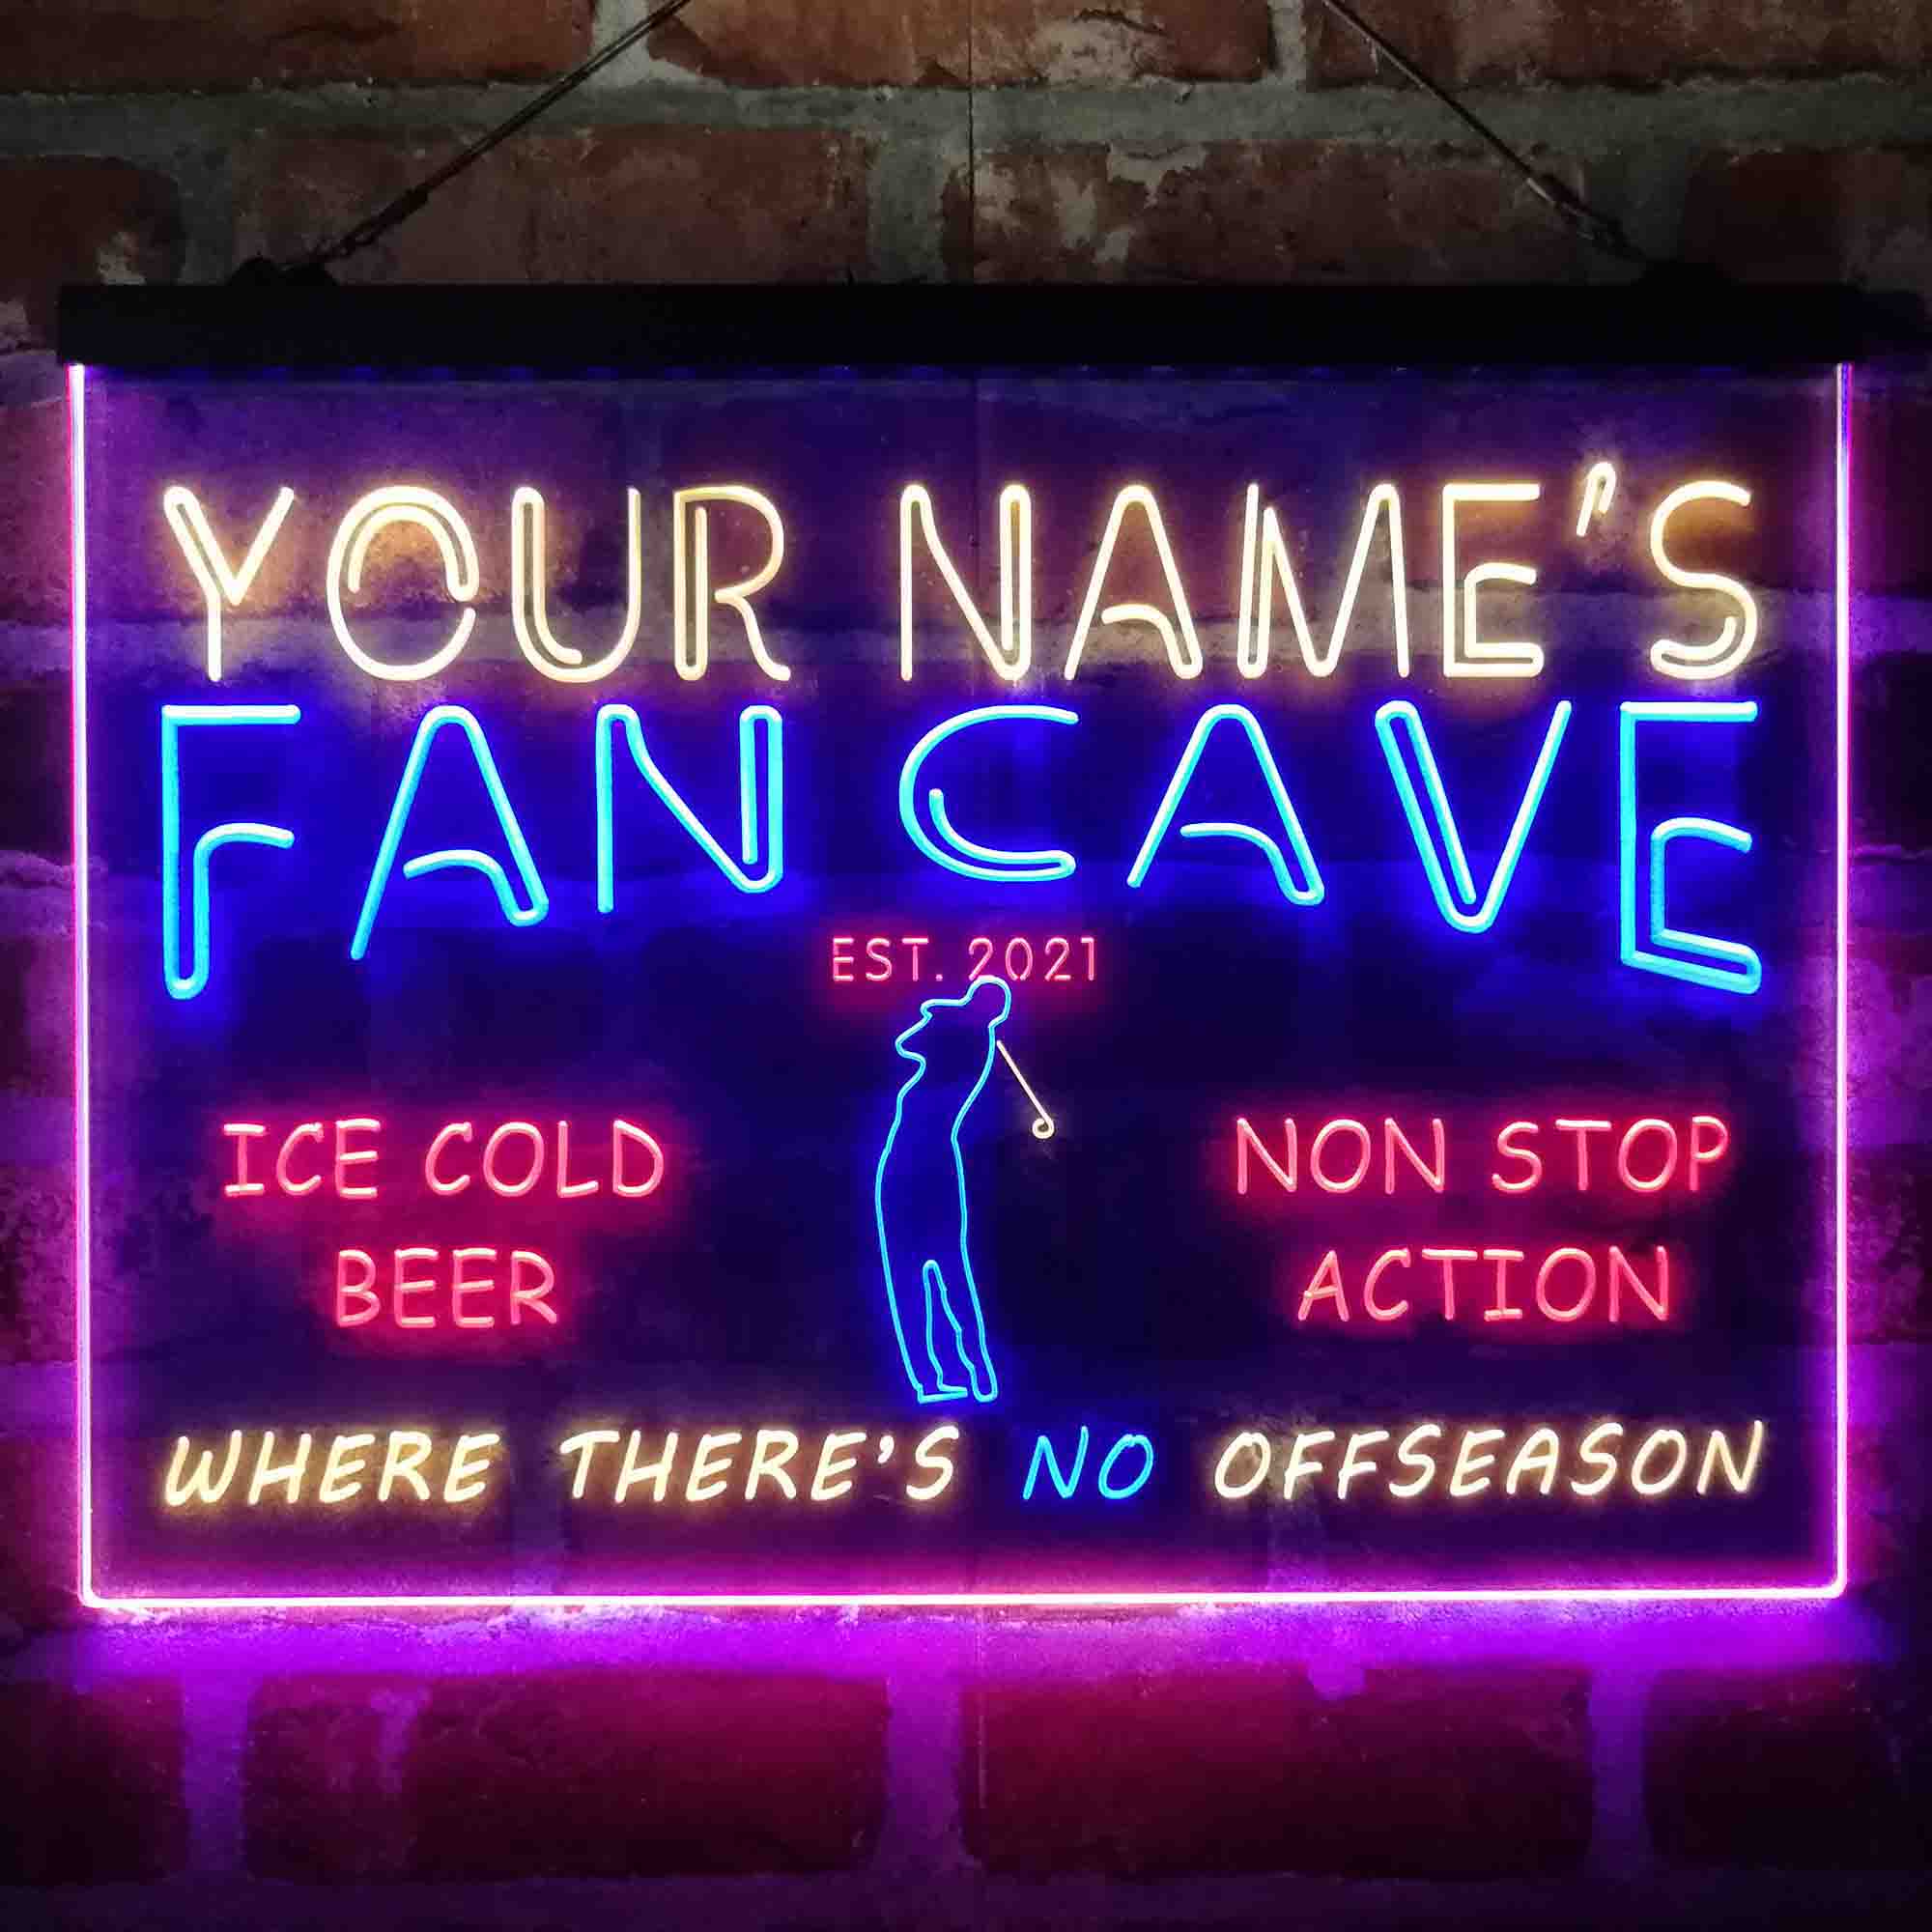 YOUR NAME'S
FAN CAVE
EST. 2021
ICE COLD
BEER
NON STOP
ACTION
WHERE THERE'S NO OFFSEASON